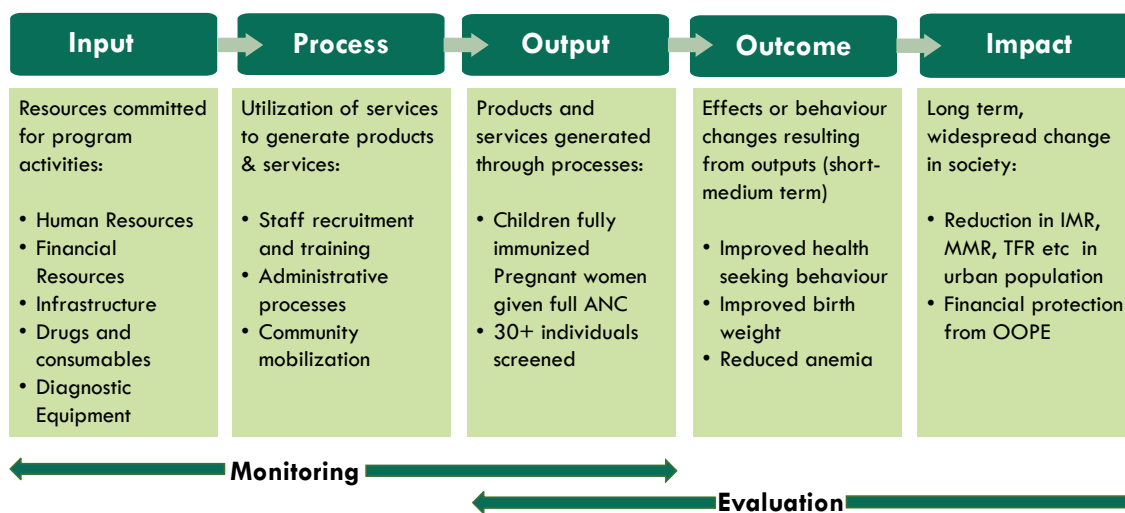 Input
Process
Output
Outcome
Impact
Resources committed
for program
activities:
• Human Resources
• Financial
Resources
• Infrastructure
• Drugs and
consumables
• Diagnostic
Equipment
Utilization of services
to generate products
& services:
• Staff recruitment
and training
• Administrative
processes
• Community
mobilization
Products and
services generated
through processes:
• Children fully
immunized
Pregnant women
given full ANC
• 30+ individuals
screened
Effects or behaviour
changes resulting
from outputs (short-
medium term)
• Improved health
seeking behaviour
• Improved birth
weight
• Reduced anemia
Long term,
widespread change
in society:
• Reduction in IMR,
MMR, TFR etc in
urban population
• Financial protection
from OOPE
Monitoring
Evaluation